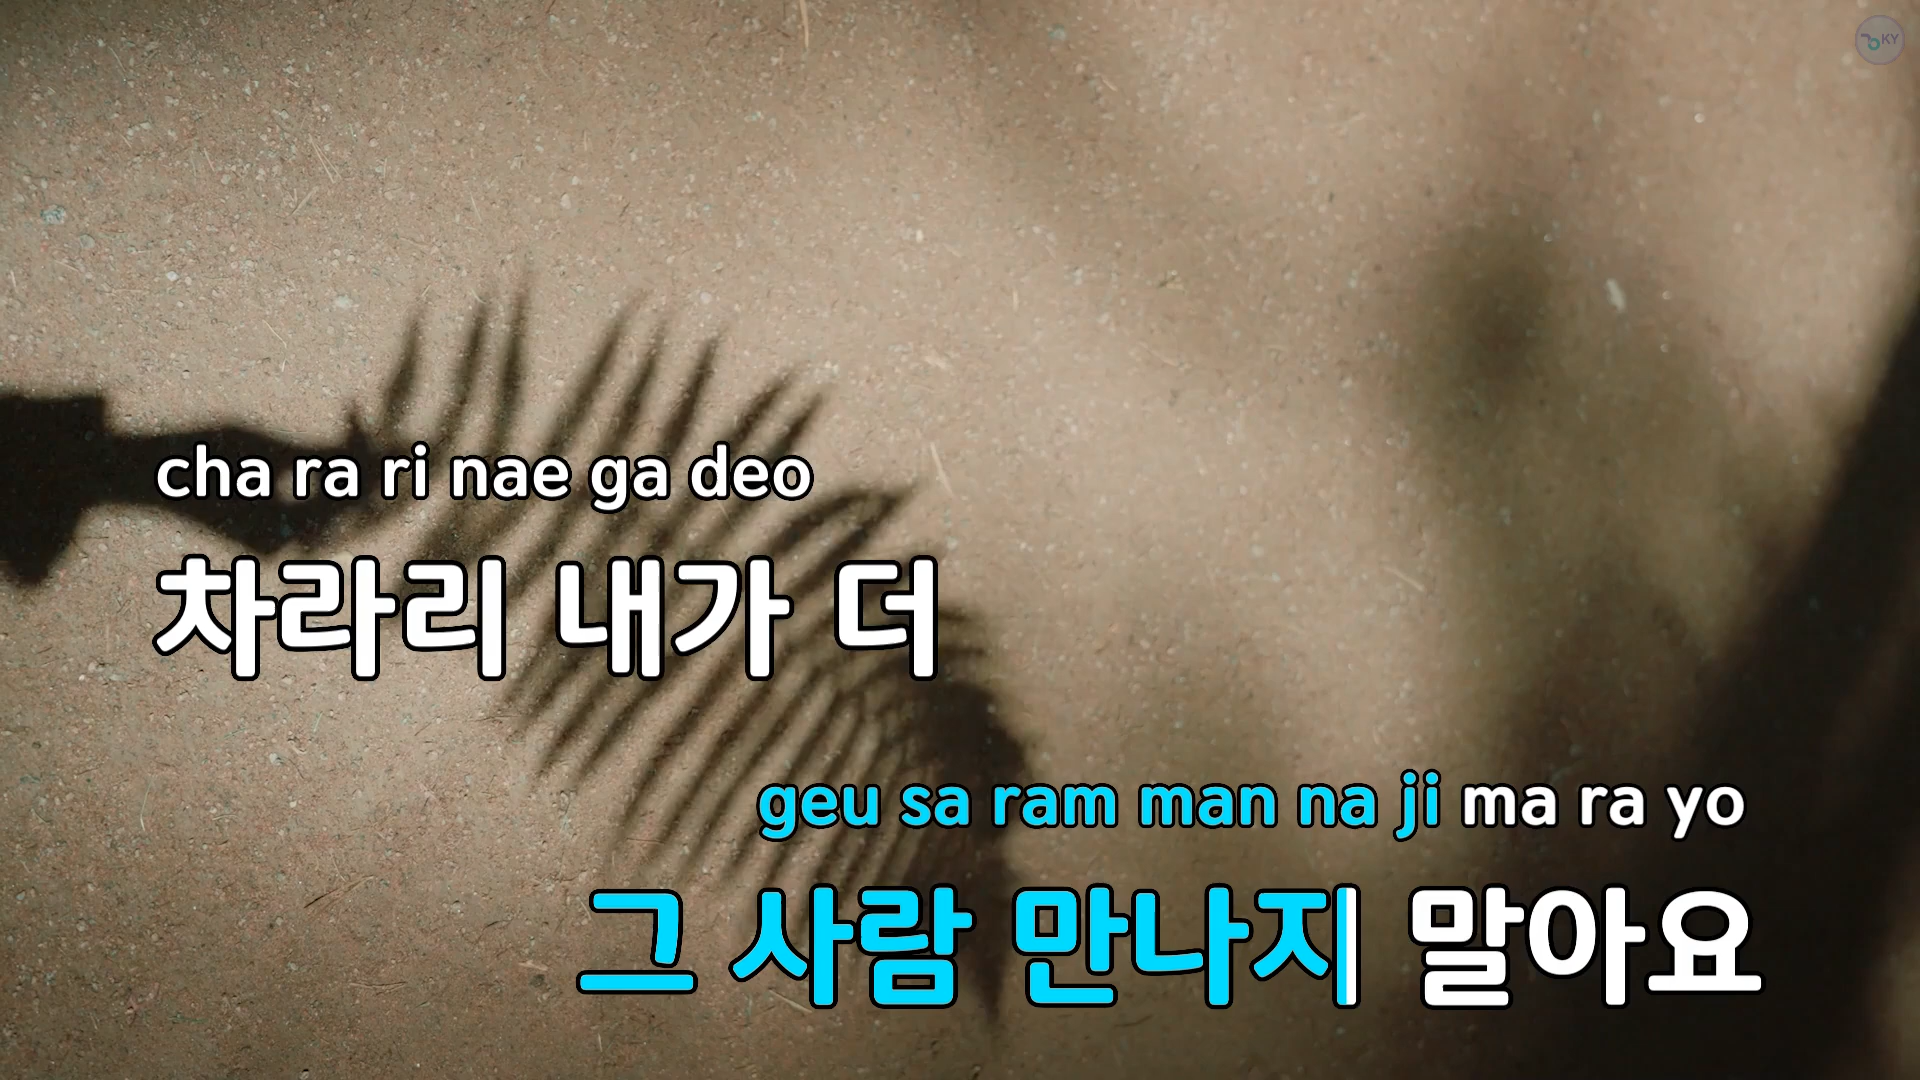 KY
cha ra ri nae ga deo
차라리 내가 더
geu sa ram man na ji ma ra yo
그 사람 만나지 말아요